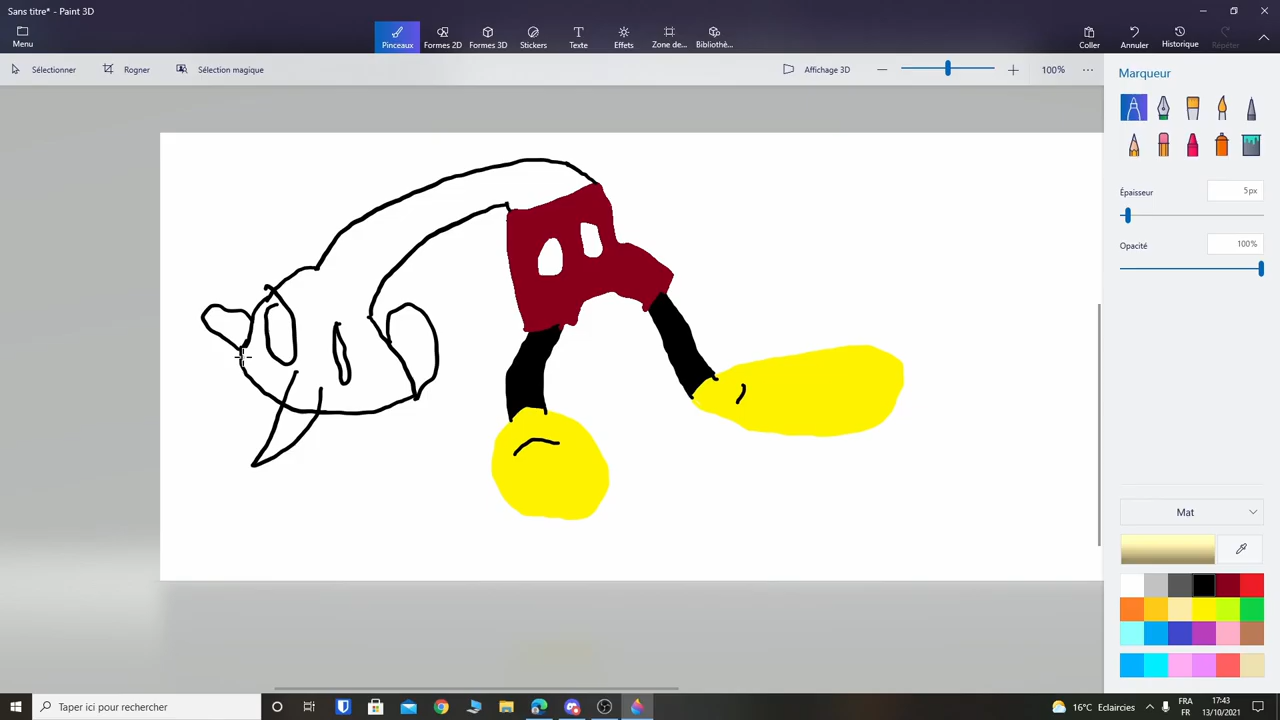 Sans titre* - Paint 3D
Menu
Pinceaux
Formes 2D
Formes 3D
Stickers
Texte
Effets
Zone de...
Bibliothè...
Coller
Annuler
Historique
Répéter
Sélectionner
Rogner
Sélection magique
Affichage 3D
100%
Marqueur
Épaisseur
5px
Opacité
100%
Mat
Taper ici pour rechercher
16°C Eclaircies
FRA
FR
17:43
13/10/2021